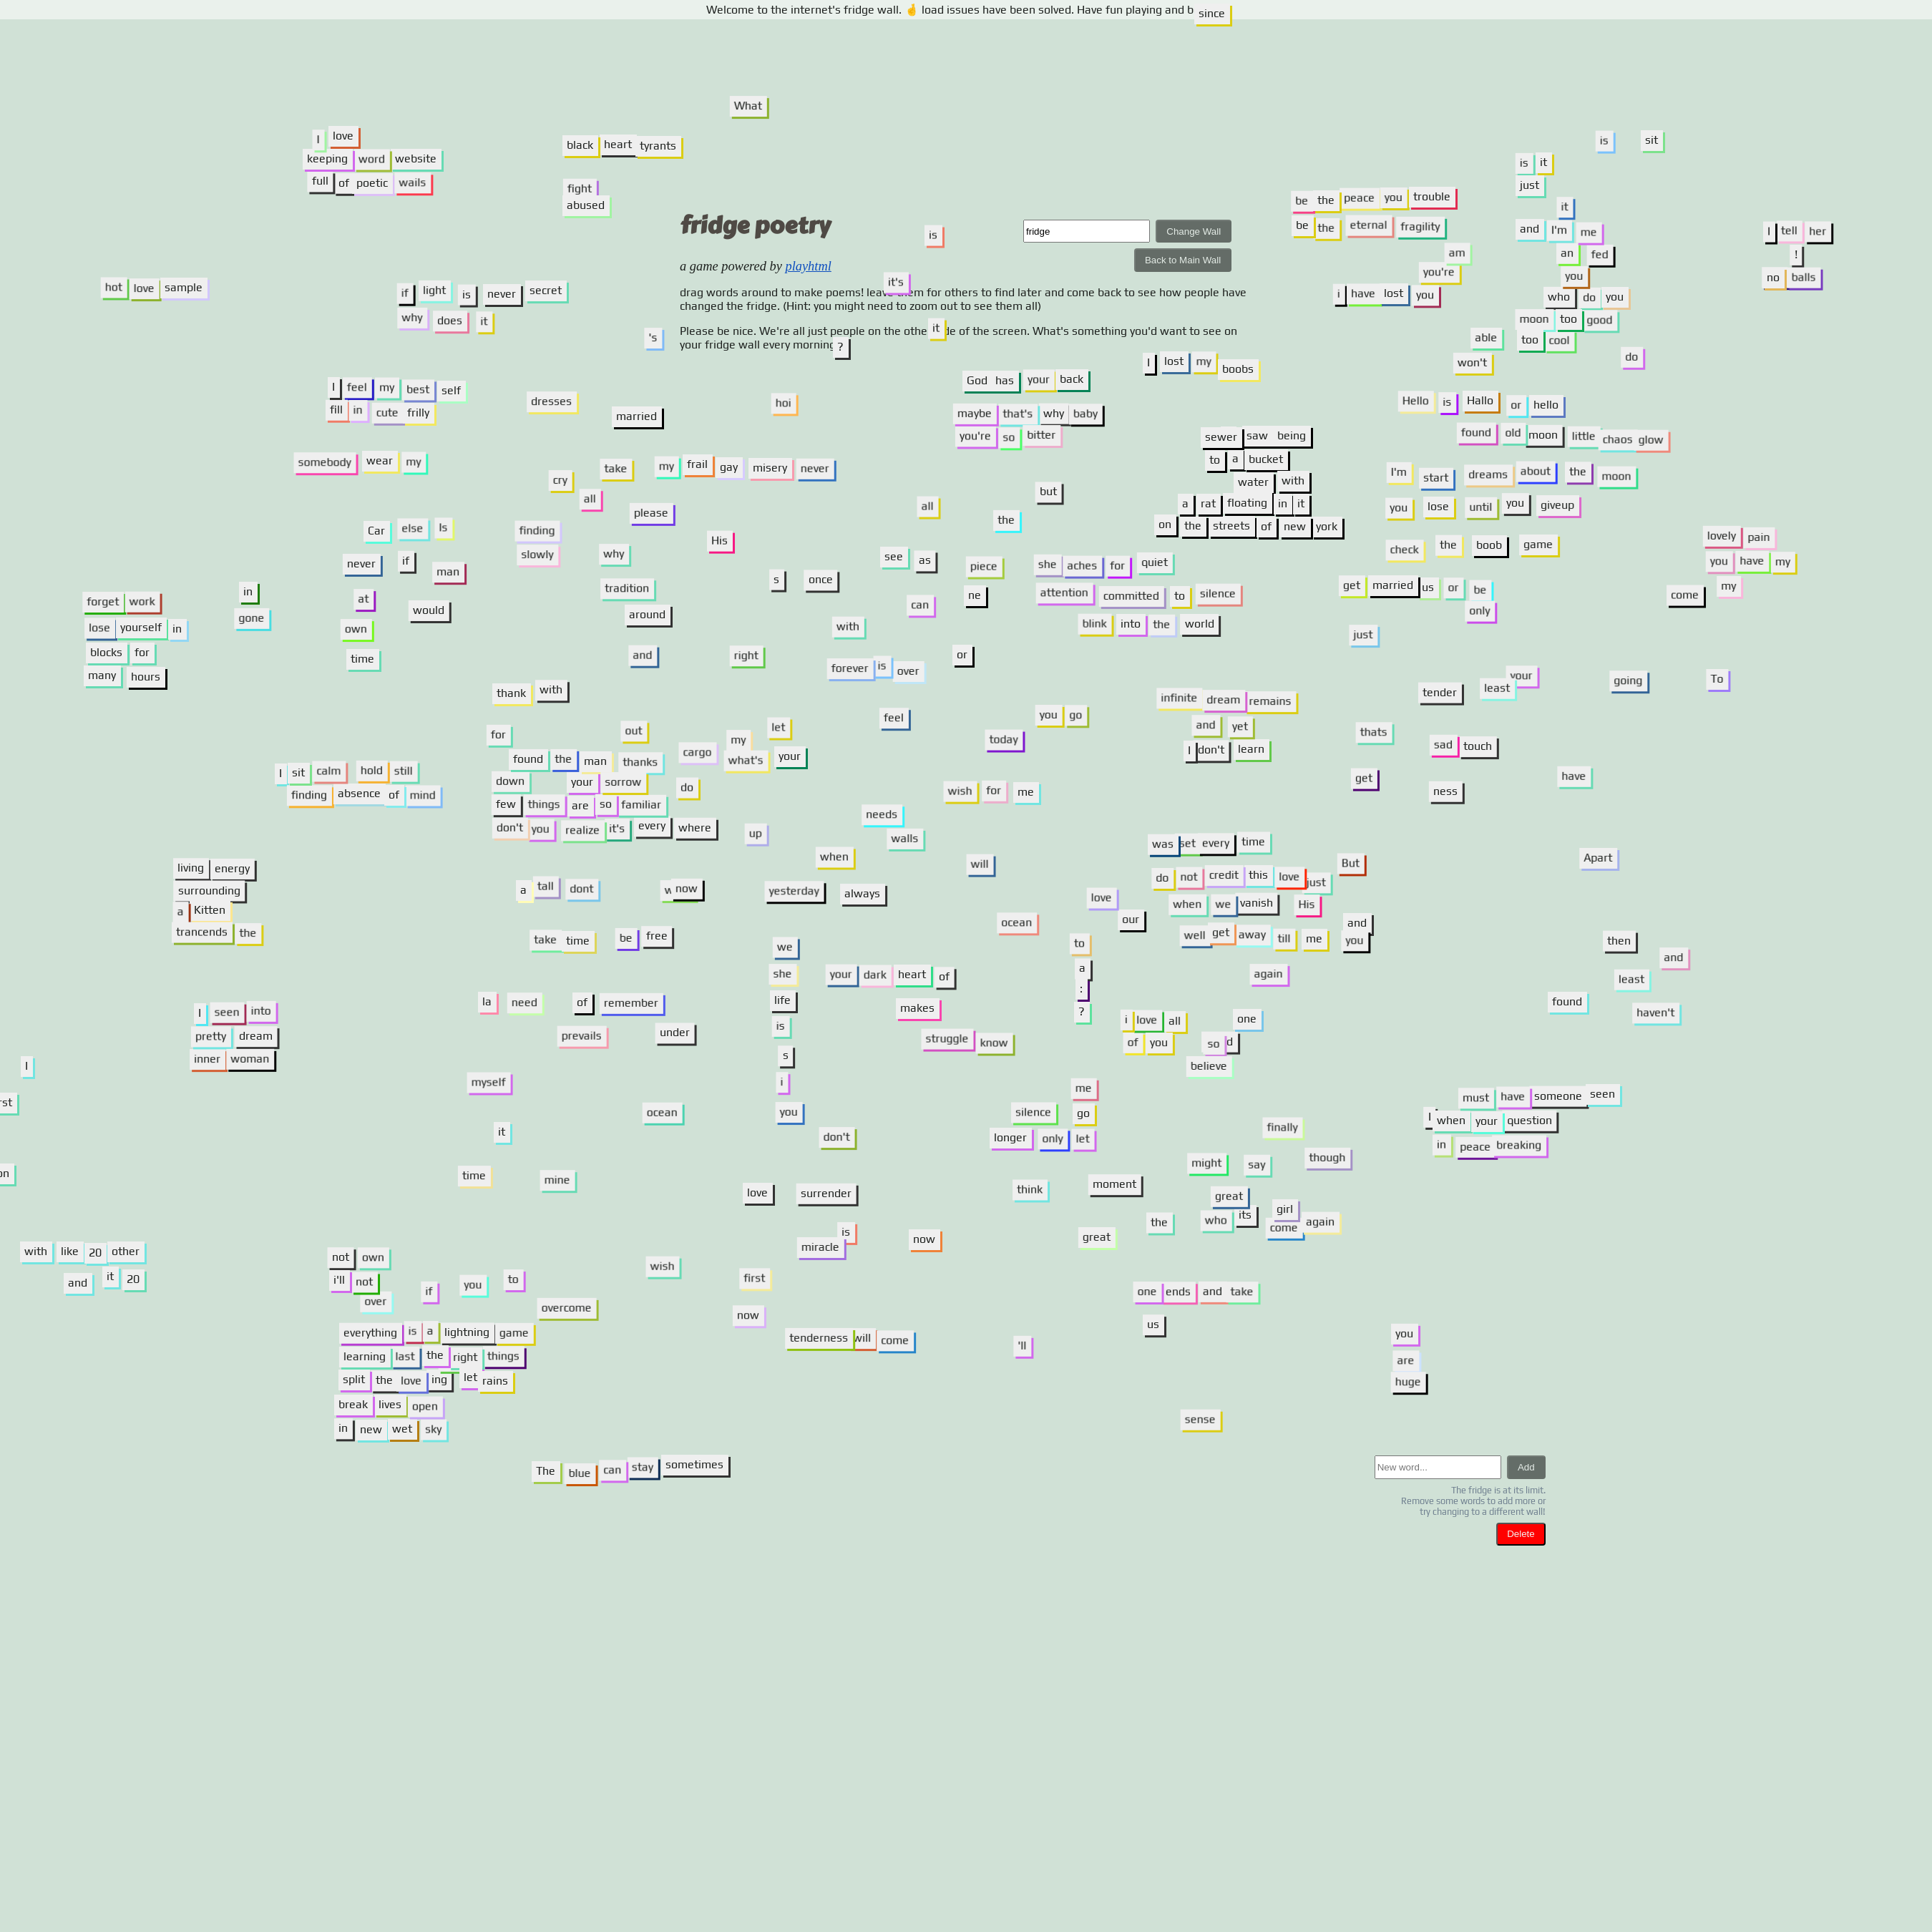 Welcome to the internet's fridge wall. ☝ load issues have been solved. Have fun playing and b
since
What
I love
keeping word website
full of poetic wails
black heart tyrants
fight
abused
fridge poetry
a game powered by playhtml
fridge
Change Wall
Back to Main Wall
is
it's
drag words around to make poems! leave them for others to find later and come back to see how people have
changed the fridge. (Hint: you might need to zoom out to see them all)
it
Please be nice. We're all just people on the other side of the screen. What's something you'd want to see on
your fridge wall every morning
?
be the peace you trouble
be the eternal fragility
am
you're
i have lost you
is sit
is it
just
it
and I'm me
an fed
you
who do you
moon too good
too cool
able
won't
do
I tell her
!
no balls
hot love sample
if light is never secret
why does it
's
I lost my boobs
I feel my best self
fill in cute frilly
dresses
married
hoi
God has your back
maybe that's why baby
you're so bitter
Hello is Hallo or hello
found old moon little chaos glow
somebody wear my
cry
take
all
my frail gay misery never
please
sewer saw being
to a bucket
water with
a rat floating in it
on the streets of new york
but
all
the
I'm start dreams about the moon
you lose until you giveup
check the boob game
Car else Is
never if man
at would
own
time
finding
slowly
why
tradition
around
and
His
s once
see as
can
piece
ne
she aches for quiet
attention committed to silence
blink into the world
get married us or be
only
just
lovely pain
you have my
my
come
in
gone
forget work
lose yourself in
blocks for
many hours
with
right
forever is over
or
thank with
feel
you go
today
infinite dream remains
and yet
I don't learn
tender
least your
going
To
thats
sad touch
get
ness
have
for
out
found the man thanks
down your sorrow
few things are so familiar
don't you realize it's every where
do
cargo
my
let
what's your
I sit calm hold still
finding absence of mind
wish for me
needs
walls
up
when
will
was set every time
do not credit this love just
when we vanish His
well get away till me
But
and
you
again
Apart
living energy
surrounding
a Kitten
trancends the
a tall dont
now
yesterday always
love
our
ocean
take time be free
we
she
life
is
s
i
you
your dark heart of
makes
struggle know
to
a
:
?
then
and
least
found
haven't
I seen into
pretty dream
inner woman
la need of remember
prevails under
i love all
of you
one
so d
believe
I
rst
on
myself
it
ocean
time
mine
don't
me
silence go
longer only let
must have someone seen
I when your question
in peace breaking
finally
might say though
great
girl
the who its
come again
love surrender
think moment
is
miracle
now
great
with like 20 other
and it 20
not own
i'll not
over
if you to
wish
first
now
overcome
one ends and take
us
everything is a lightning game
learning last the right things
split the love ing let rains
break lives open
in new wet sky
tenderness will come
'll
you
are
huge
sense
The blue can stay sometimes
New word...
Add
The fridge is at its limit.
Remove some words to add more or
try changing to a different wall!
Delete